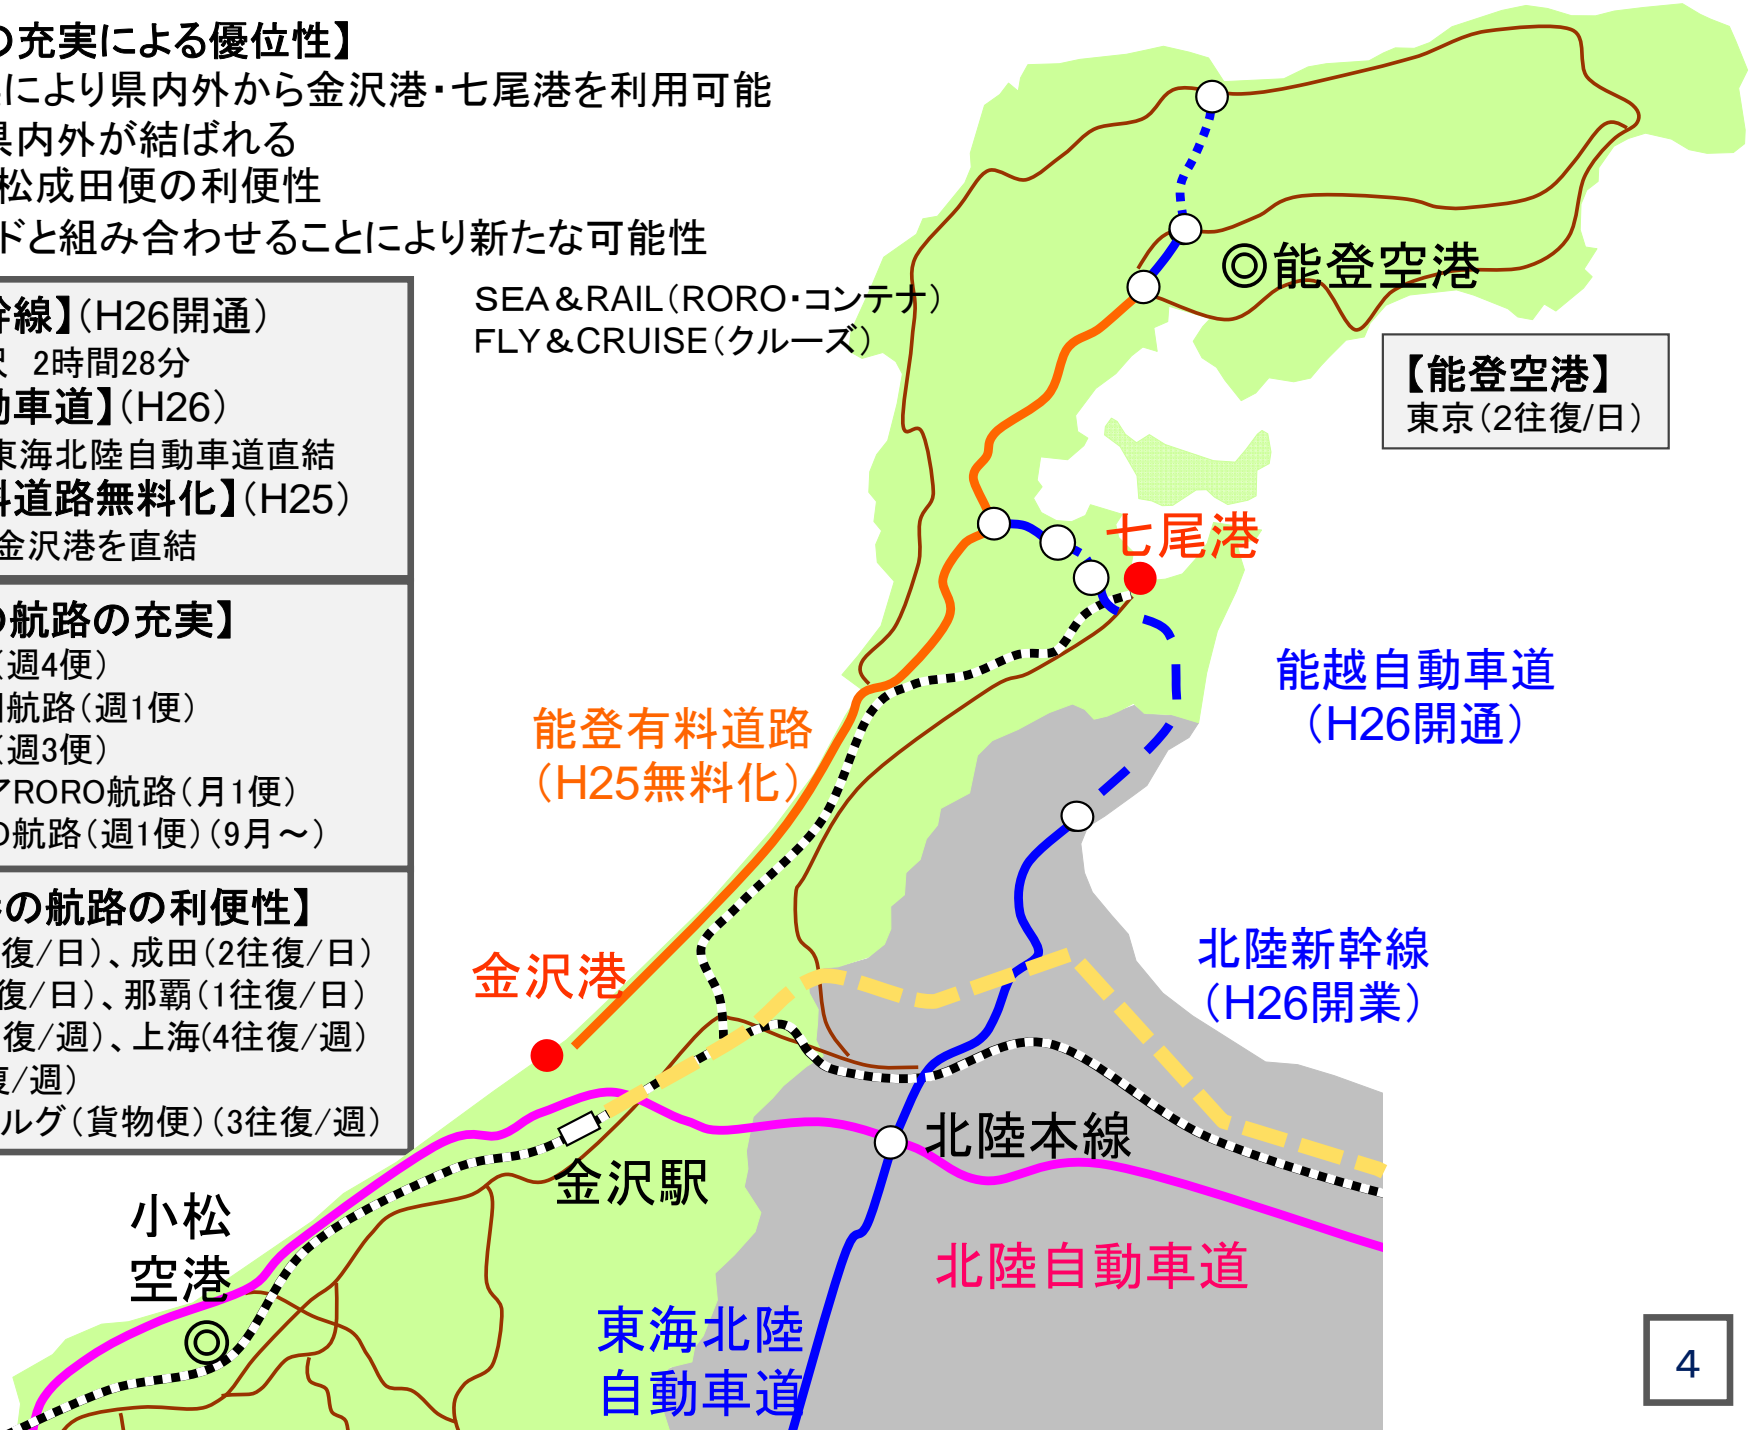 の充実による優位性】
により県内外から金沢港・七尾港を利用可能
県内外が結ばれる
松成田便の利便性
ドと組み合わせることにより新たな可能性
SEA＆RAIL（RORO・コンテナ）
FLY＆CRUISE（クルーズ）
幹線】（H26開通）
沢 2時間28分
動車道】（H26）
東海北陸自動車道直結
料道路無料化】（H25）
金沢港を直結
の航路の充実】
（週4便）
航路（週1便）
（週3便）
アRORO航路（月1便）
の航路（週1便）（9月～）
の航路の利便性】
復/日）、成田（2往復/日）
復/日）、那覇（1往復/日）
復/週）、上海（4往復/週）
復/週）
ルグ（貨物便）（3往復/週）
◎能登空港
【能登空港】
東京（2往復/日）
七尾港
能越自動車道
（H26開通）
能登有料道路
（H25無料化）
金沢港
北陸新幹線
（H26開業）
北陸本線
金沢駅
小松
空港
◎
北陸自動車道
東海北陸
自動車道
4